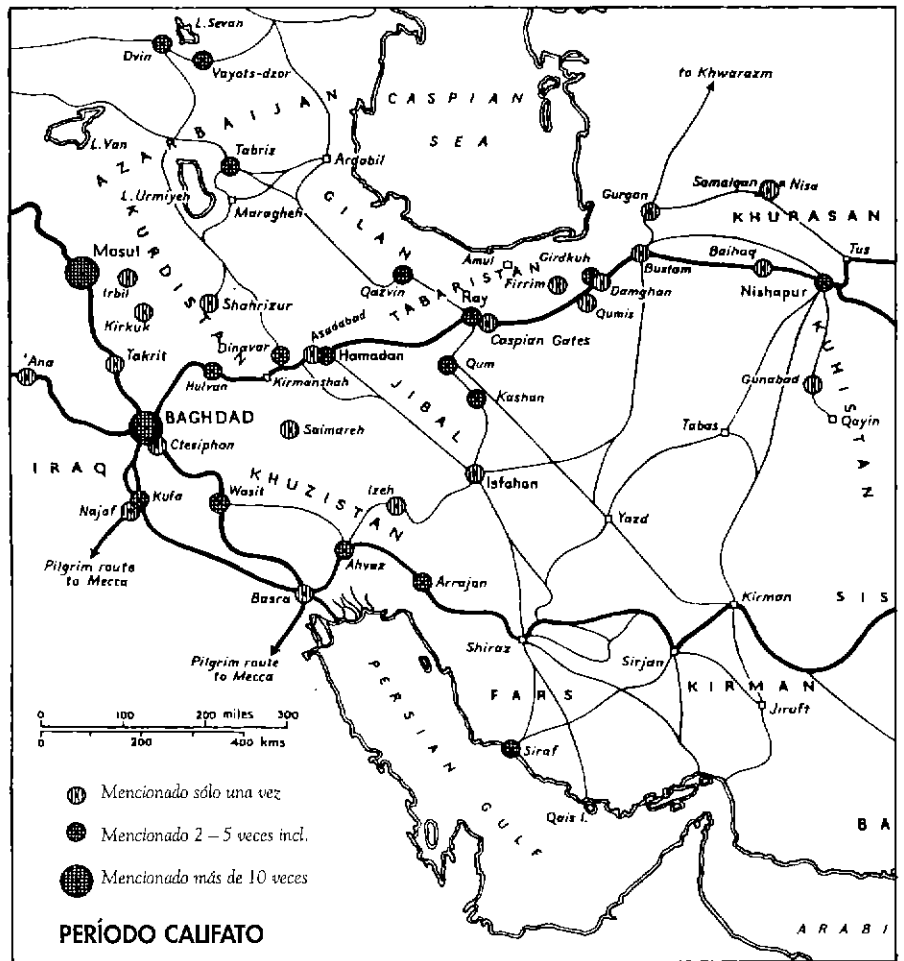 L. Sevan
Dvin
Vayots-dzor
to Khwarazm
CASPIAN
SEA
AZARBAIJAN
L. Van
Tabriz
Ardabil
L. Urmiyeh
Maragheh
GILAN
Samalqan
Nisa
Gurgan
KHURASAN
Mosul
Irbil
KURDISTAN
Shahrizur
Kirkuk
Qazvin
Amul
TABARISTAN
Girdkuh
Firrim
Bustam
Baihaq
Tus
Damghan
Nishapur
Qumis
Ray
Caspian Gates
Asadabad
Hamadan
Dinavar
Takrit
'Ana
Hulvan
Kirmanshah
JIBAL
Qum
Kashan
KUHISTAN
Gunabad
Qayin
Tabas
BAGHDAD
Ctesiphon
Saimareh
IRAQ
KHUZISTAN
Isfahan
Kufa
Najaf
Wasit
Izeh
Yazd
Pilgrim route
to Mecca
Ahvaz
Arrajan
Basra
Kirman
SIS
Pilgrim route
to Mecca
Shiraz
Sirjan
FARS
KIRMAN
Jiruft
PERSIAN
GULF
Siraf
Qais I.
BA
ARABI
0 100 200 miles 300
0 200 400 kms
Mencionado sólo una vez
Mencionado 2 – 5 veces incl.
Mencionado más de 10 veces
PERÍODO CALIFATO